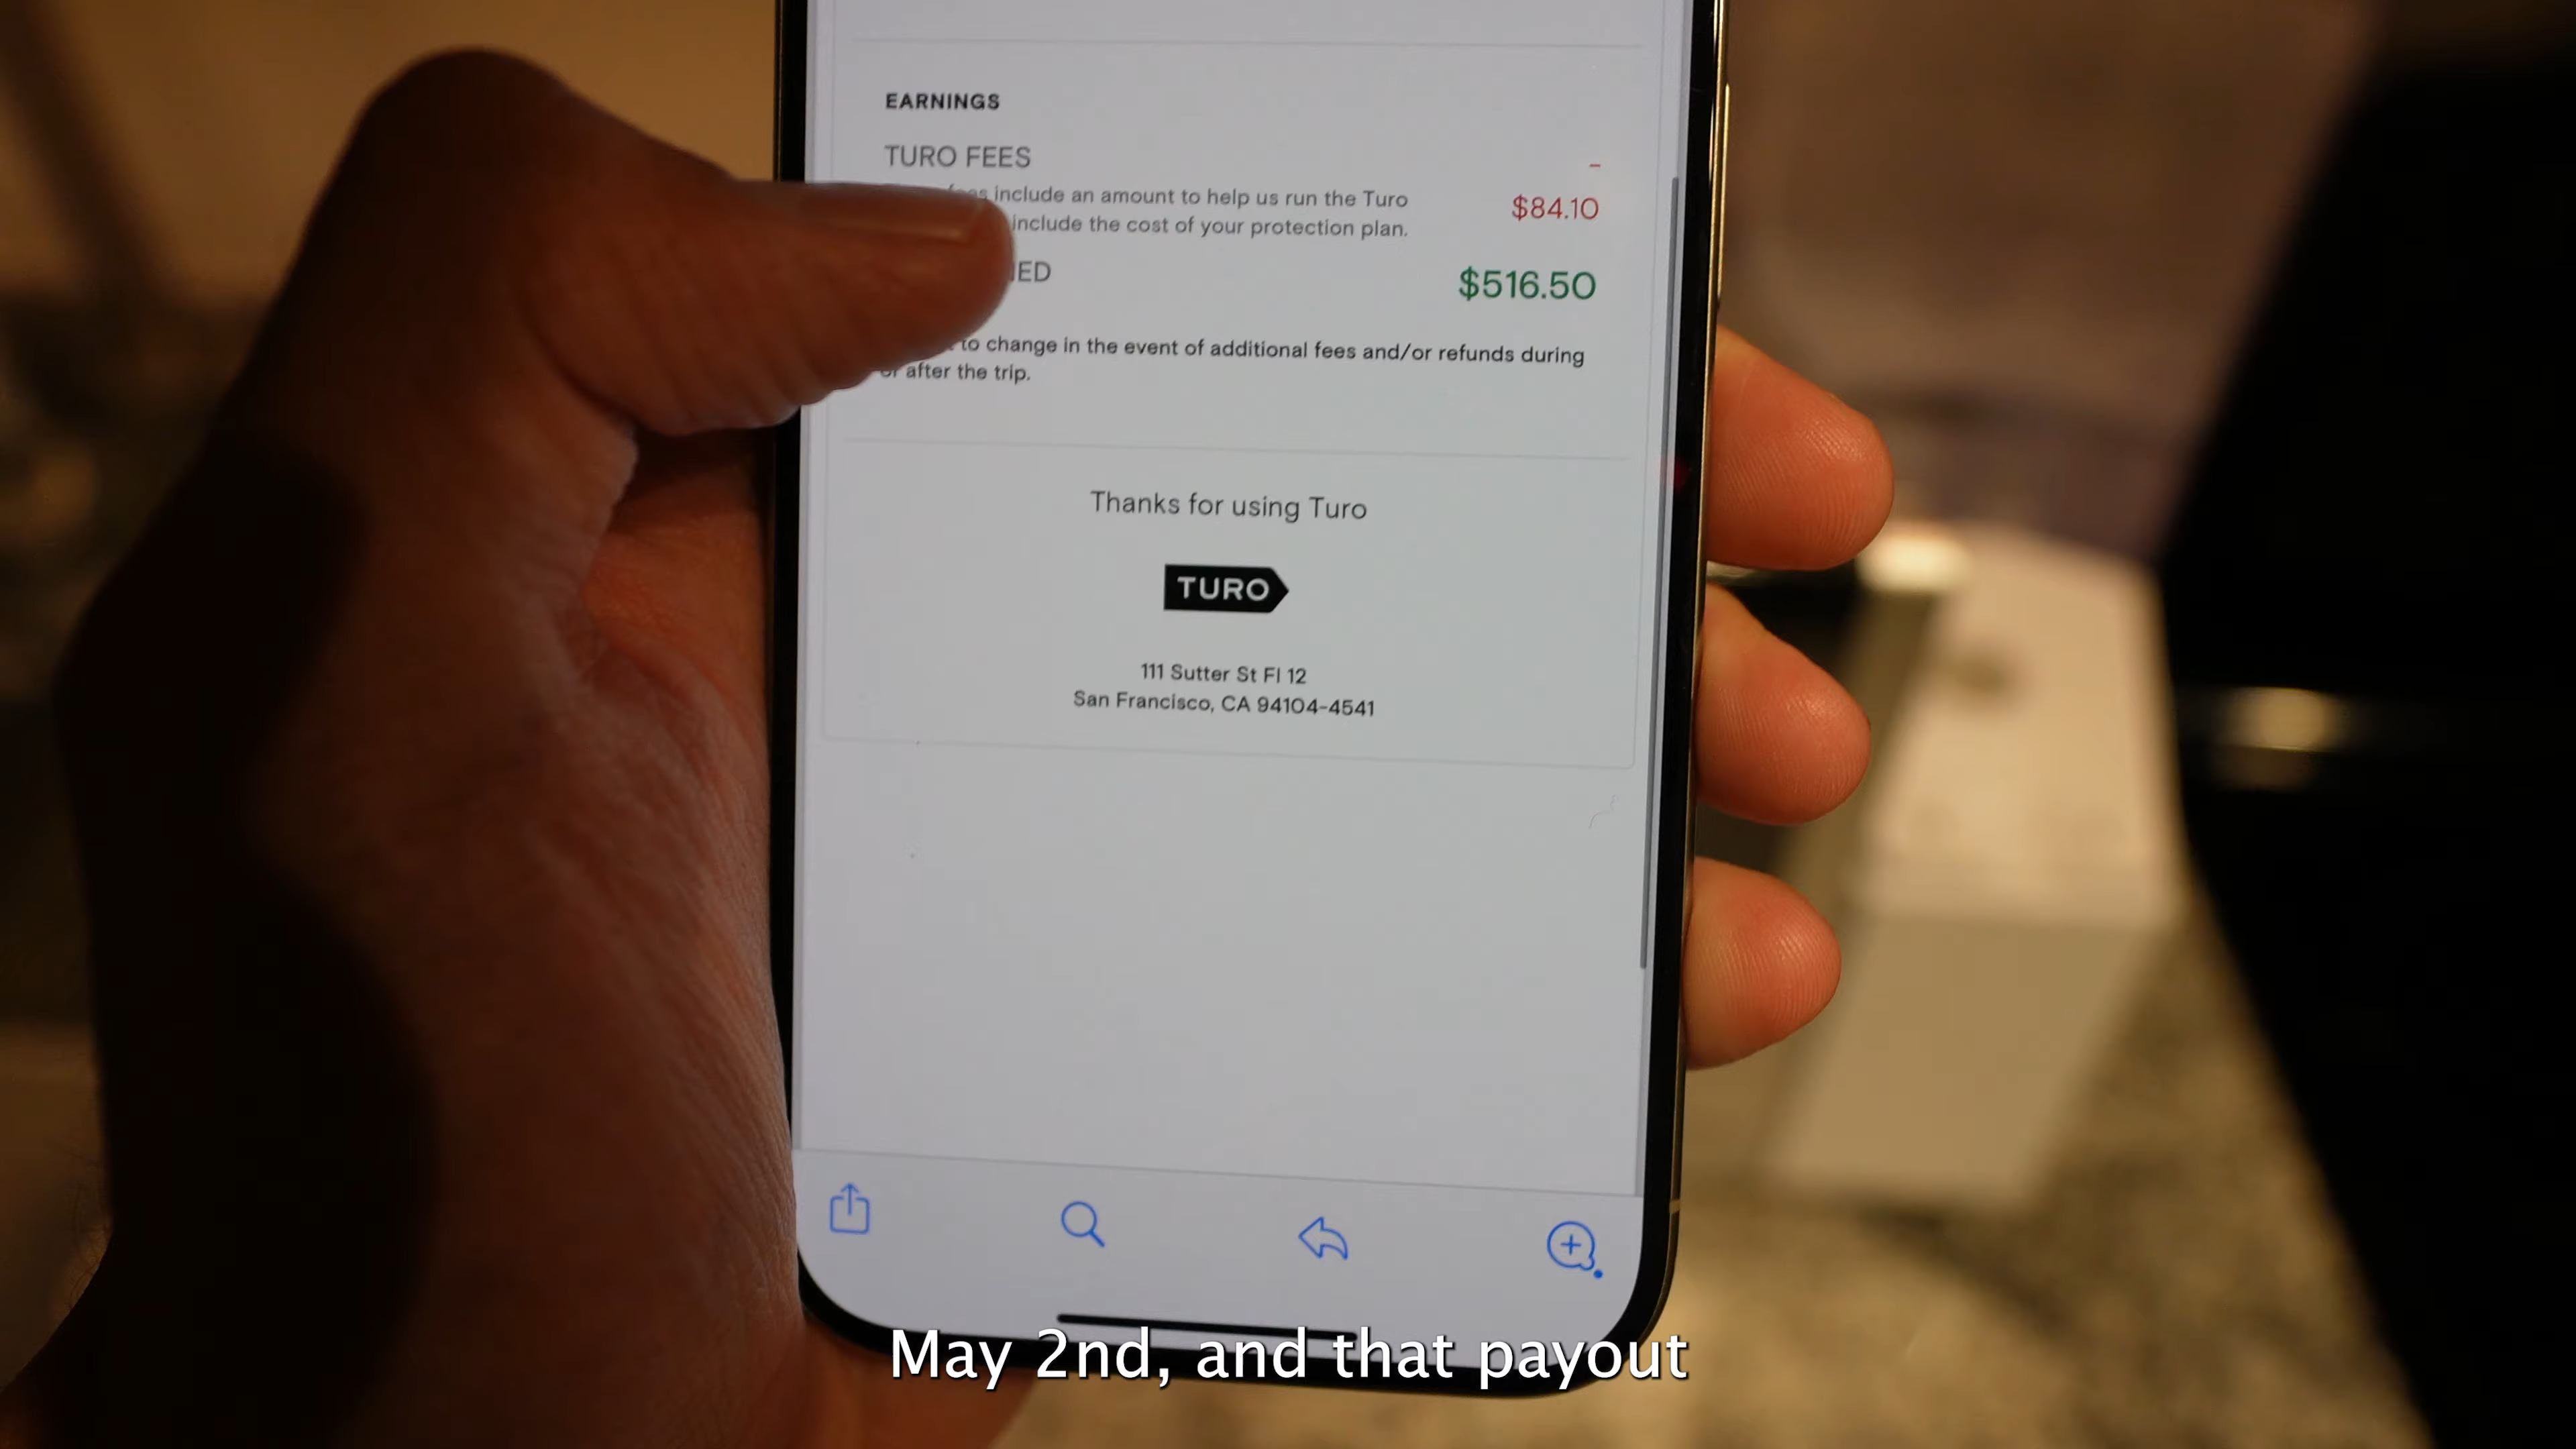 EARNINGS
TURO FEES
-
include an amount to help us run the Turo
include the cost of your protection plan.
$84.10
$516.50
to change in the event of additional fees and/or refunds during
or after the trip.
Thanks for using Turo
TURO
111 Sutter St Fl 12
San Francisco, CA 94104-4541
May 2nd, and that payout